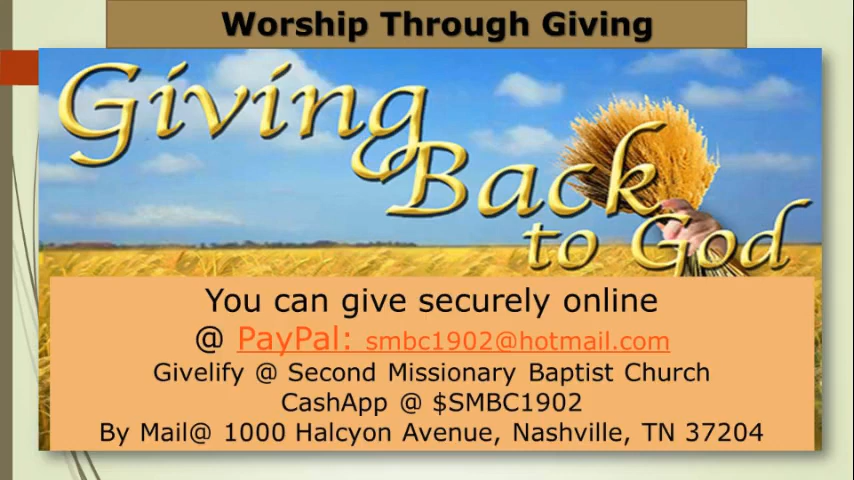 Worship Through Giving
Giving
Back
to God
You can give securely online
@ PayPal: smbc1902@hotmail.com
Givelify @ Second Missionary Baptist Church
CashApp @ $SMBC1902
By Mail@ 1000 Halcyon Avenue, Nashville, TN 37204